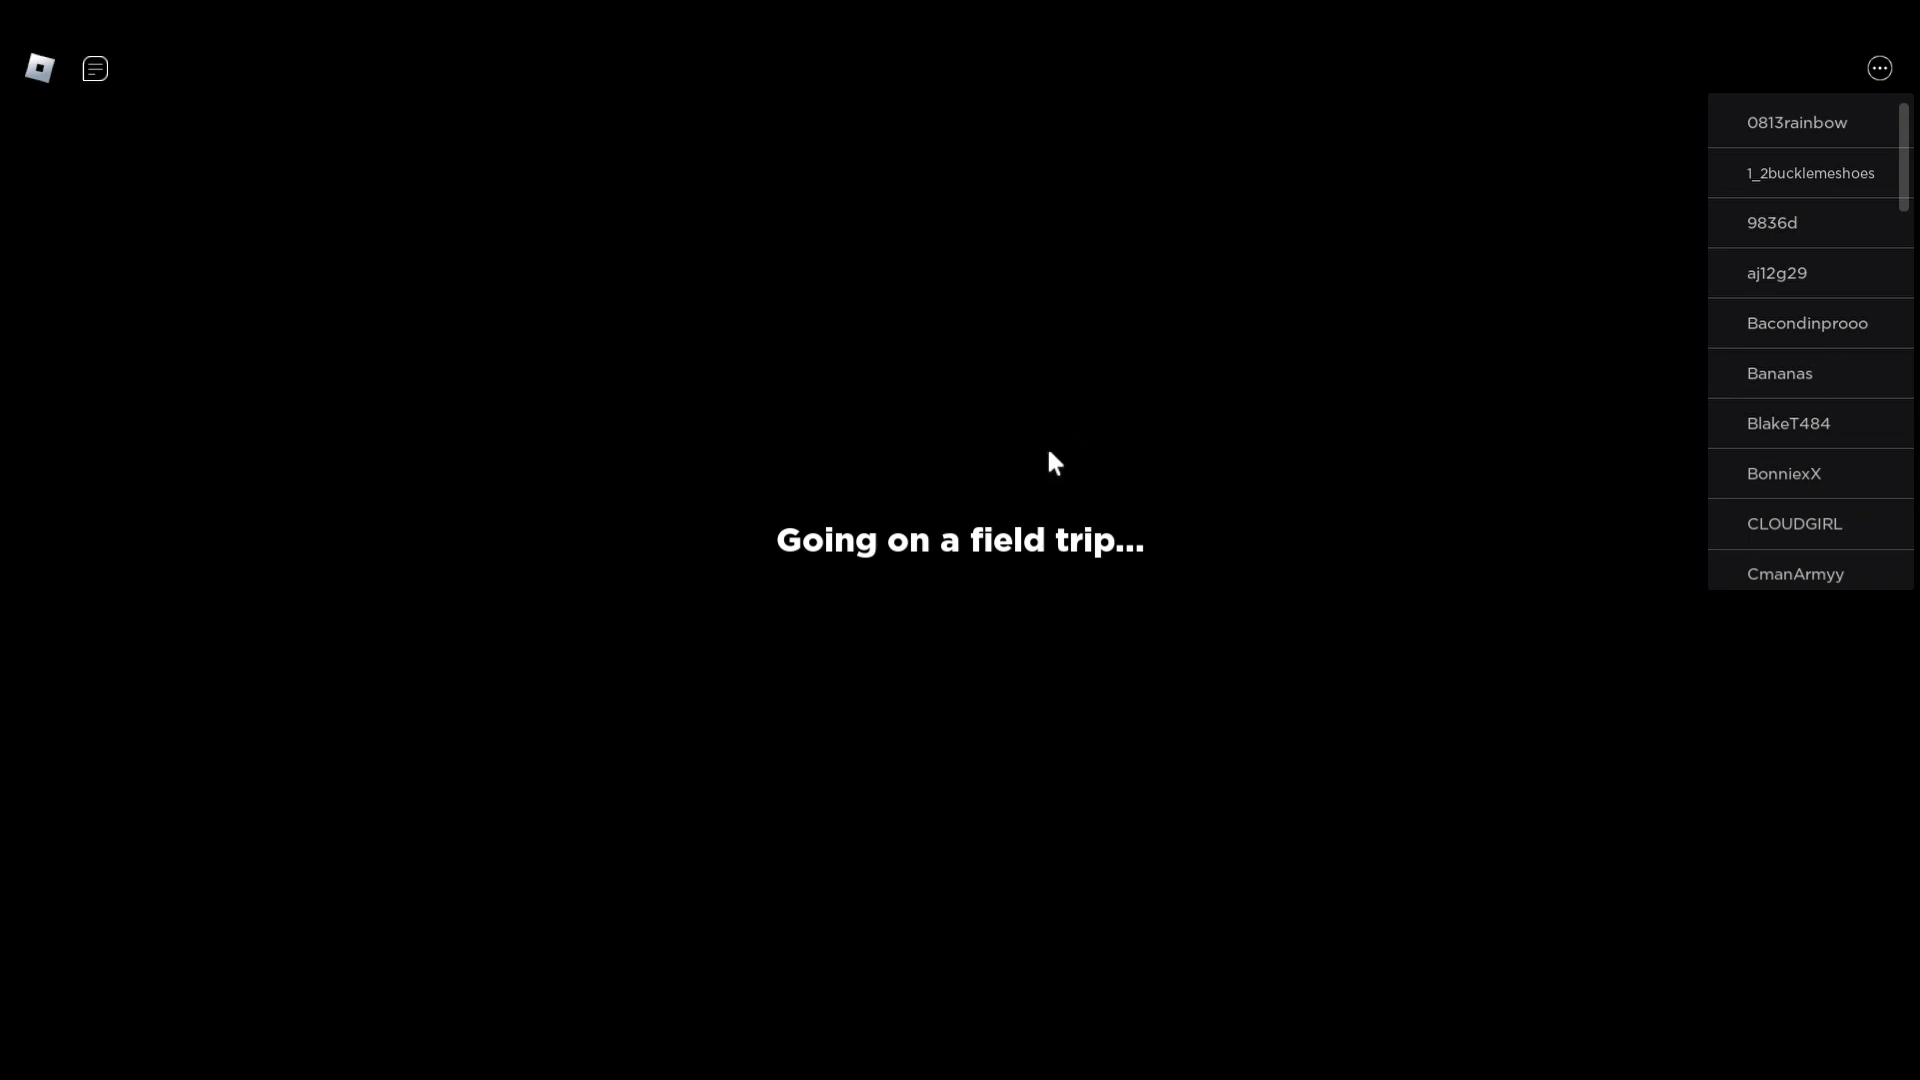 0813rainbow
1_2bucklemeshoes
9836d
aj12g29
Bacondinprooo
Bananas
BlakeT484
BonniexX
CLOUDGIRL
CmanArmyy
Going on a field trip...